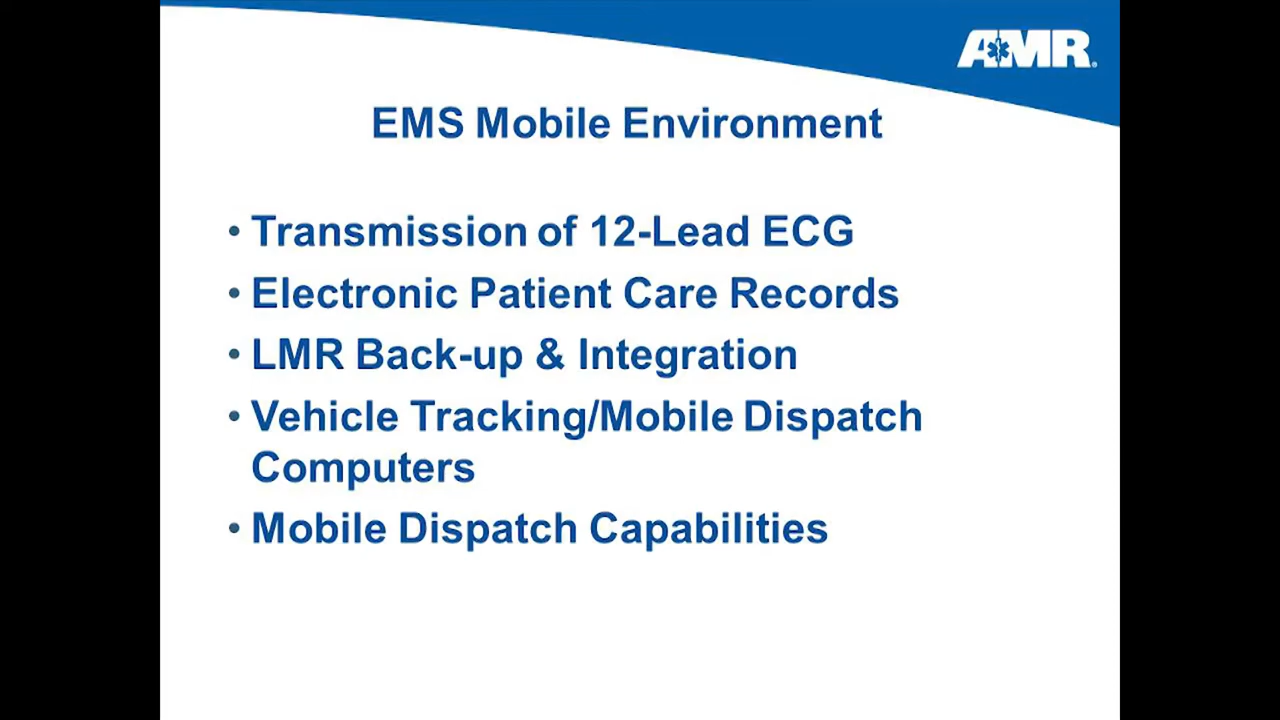 AMR
EMS Mobile Environment
• Transmission of 12-Lead ECG
• Electronic Patient Care Records
• LMR Back-up & Integration
• Vehicle Tracking/Mobile Dispatch
Computers
• Mobile Dispatch Capabilities